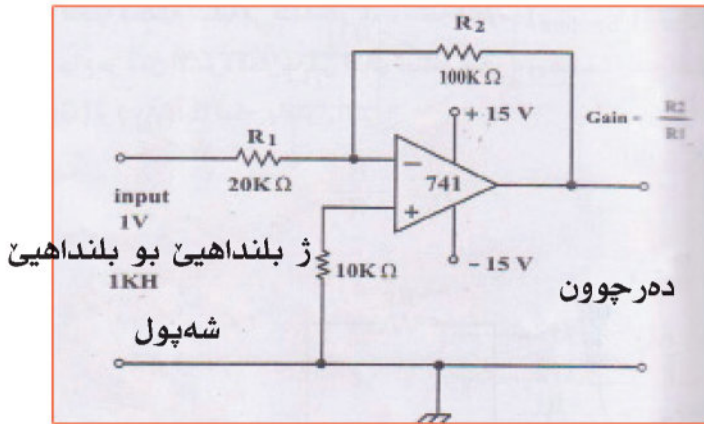 R2
100K Ω
+ 15 V
Gain = R2
R1
R1
20K Ω
−
741
+
input
1V
ژ بلنداهیێ بو بلنداهیێ
10K Ω
− 15 V
1KH
دەرچوون
شەپول